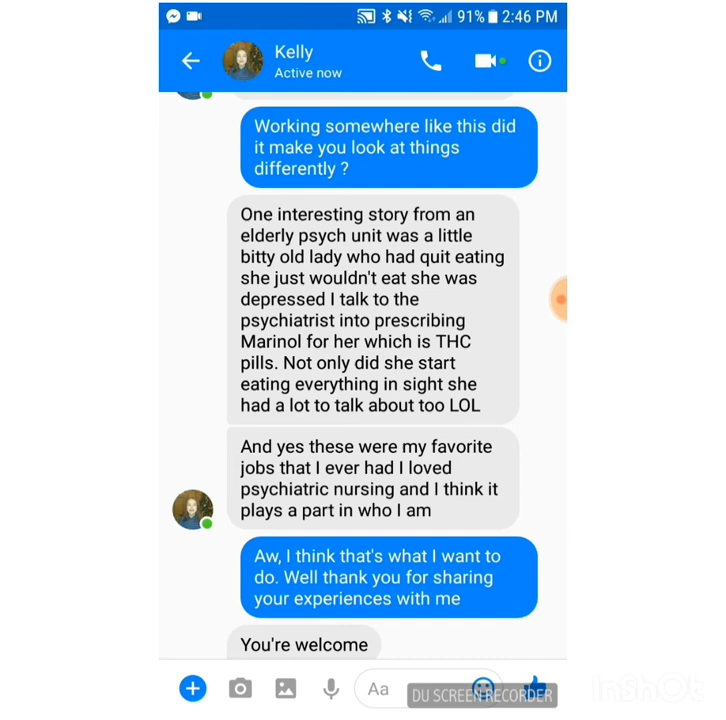 91% 2:46 PM
Kelly
Active now
Working somewhere like this did
it make you look at things
differently ?
One interesting story from an
elderly psych unit was a little
bitty old lady who had quit eating
she just wouldn't eat she was
depressed I talk to the
psychiatrist into prescribing
Marinol for her which is THC
pills. Not only did she start
eating everything in sight she
had a lot to talk about too LOL
And yes these were my favorite
jobs that I ever had I loved
psychiatric nursing and I think it
plays a part in who I am
Aw, I think that's what I want to
do. Well thank you for sharing
your experiences with me
You're welcome
Aa
DU SCREEN RECORDER
InShOt